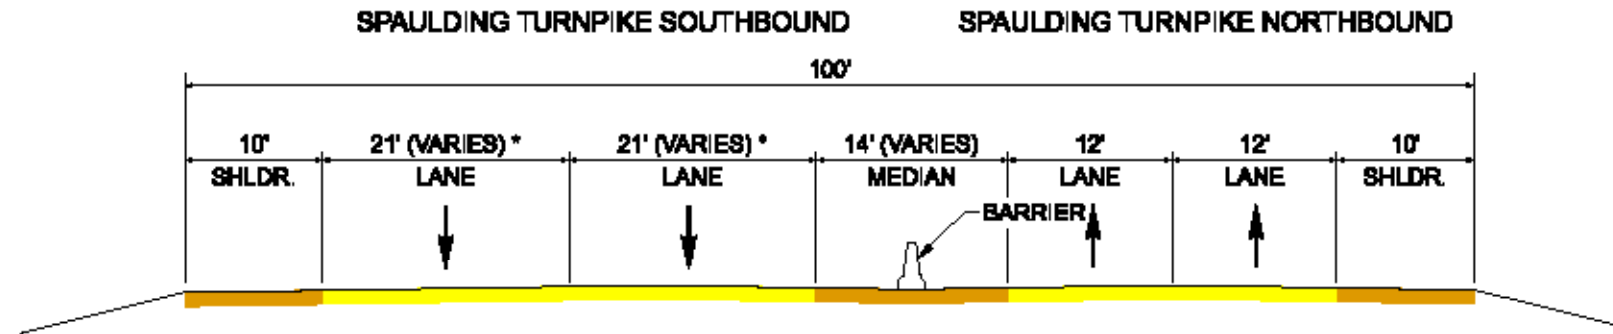 SPAULDING TURNPIKE SOUTHBOUND SPAULDING TURNPIKE NORTHBOUND
100'
10' 21' (VARIES) * 21' (VARIES) * 14' (VARIES) 12' 12' 10'
SHLDR. LANE LANE MEDIAN LANE LANE SHLDR.
BARRIER